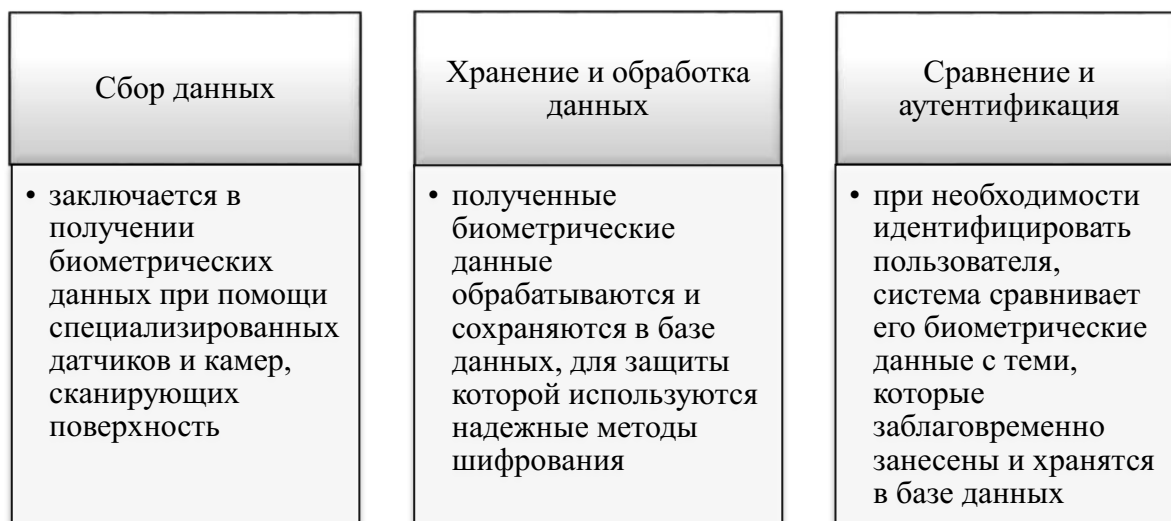 Сбор данных
• заключается в
получении
биометрических
данных при помощи
специализированных
датчиков и камер,
сканирующих
поверхность
Хранение и обработка
данных
• полученные
биометрические
данные
обрабатываются и
сохраняются в базе
данных, для защиты
которой используются
надежные методы
шифрования
Сравнение и
аутентификация
• при необходимости
идентифицировать
пользователя,
система сравнивает
его биометрические
данные с теми,
которые
заблаговременно
занесены и хранятся
в базе данных